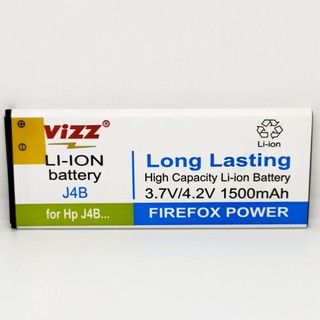 ViZZ®
LI-ION
battery
J4B
for Hp J4B...
Li-ion
Long Lasting
High Capacity Li-ion Battery
3.7V/4.2V 1500mAh
FIREFOX POWER